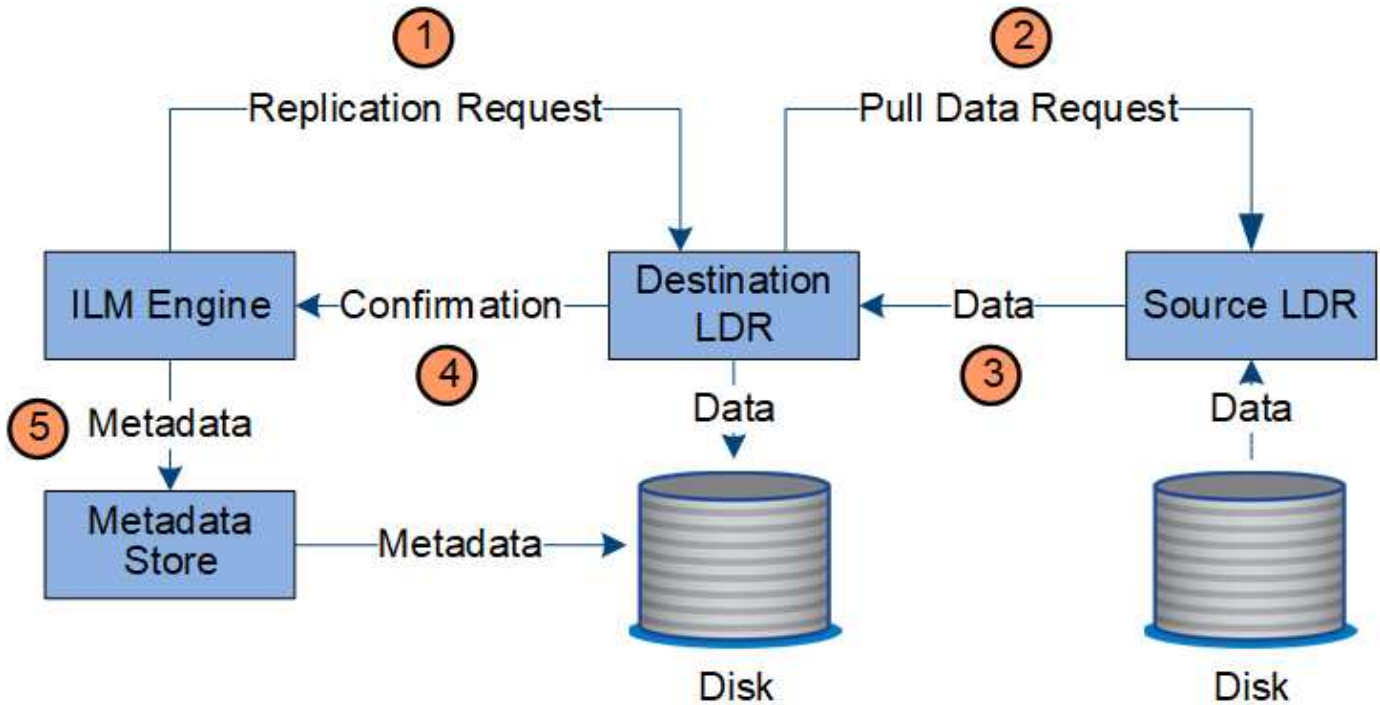 1
2
Replication Request
Pull Data Request
ILM Engine
Confirmation
Destination
LDR
Data
Source LDR
4
3
5
Metadata
Data
Data
Metadata
Store
Metadata
Disk
Disk